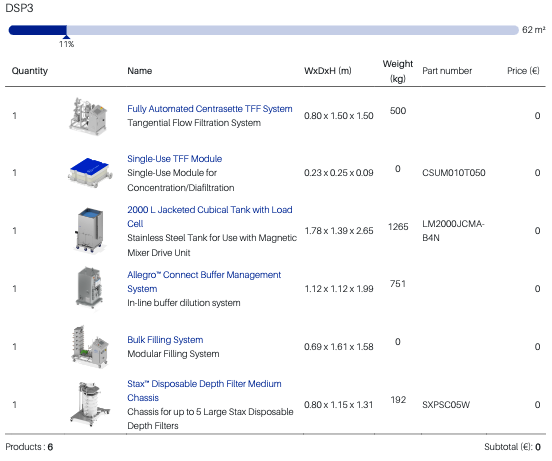 DSP3
62 m²
11%
Quantity Name WxDxH (m) Weight (kg) Part number Price (€)
1 Fully Automated Centrasette TFF System 0.80 x 1.50 x 1.50 500 0
Tangential Flow Filtration System
1 Single-Use TFF Module 0.23 x 0.25 x 0.09 0 CSUM010T050 0
Single-Use Module for
Concentration/Diafiltration
1 2000 L Jacketed Cubical Tank with Load 1.78 x 1.39 x 2.65 1265 LM2000JCMA-
Cell B4N 0
Stainless Steel Tank for Use with Magnetic
Mixer Drive Unit
1 Allegro™ Connect Buffer Management 1.12 x 1.12 x 1.99 751 0
System
In-line buffer dilution system
1 Bulk Filling System 0.69 x 1.61 x 1.58 0 0
Modular Filling System
1 Stax™ Disposable Depth Filter Medium 0.80 x 1.15 x 1.31 192 SXPSC05W 0
Chassis
Chassis for up to 5 Large Stax Disposable
Depth Filters
Products : 6 Subtotal (€): 0